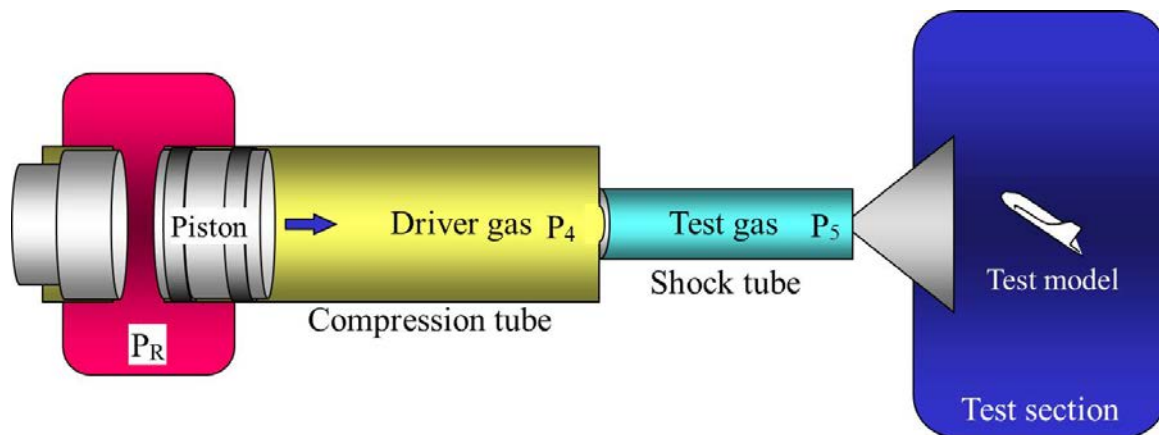 Piston
Driver gas P4
Test gas P5
Shock tube
Compression tube
PR
Test model
Test section